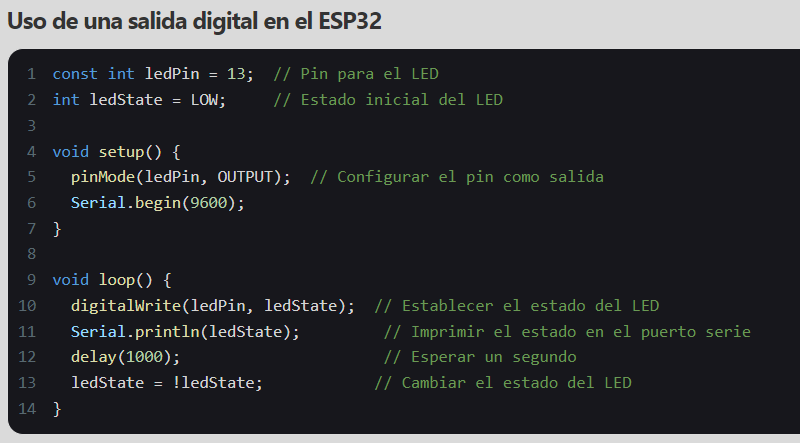 Uso de una salida digital en el ESP32
1 const int ledPin = 13;  // Pin para el LED
2 int ledState = LOW;     // Estado inicial del LED
3
4 void setup() {
5   pinMode(ledPin, OUTPUT);  // Configurar el pin como salida
6   Serial.begin(9600);
7 }
8
9 void loop() {
10   digitalWrite(ledPin, ledState);  // Establecer el estado del LED
11   Serial.println(ledState);         // Imprimir el estado en el puerto serie
12   delay(1000);                      // Esperar un segundo
13   ledState = !ledState;            // Cambiar el estado del LED
14 }